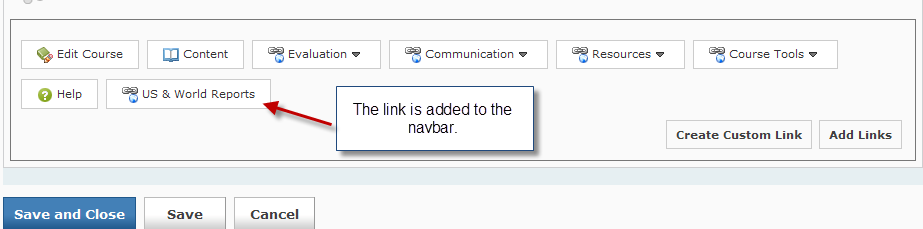 Edit Course Content Evaluation Communication Resources Course Tools
Help US & World Reports
The link is added to the
navbar.
Create Custom Link Add Links
Save and Close Save Cancel